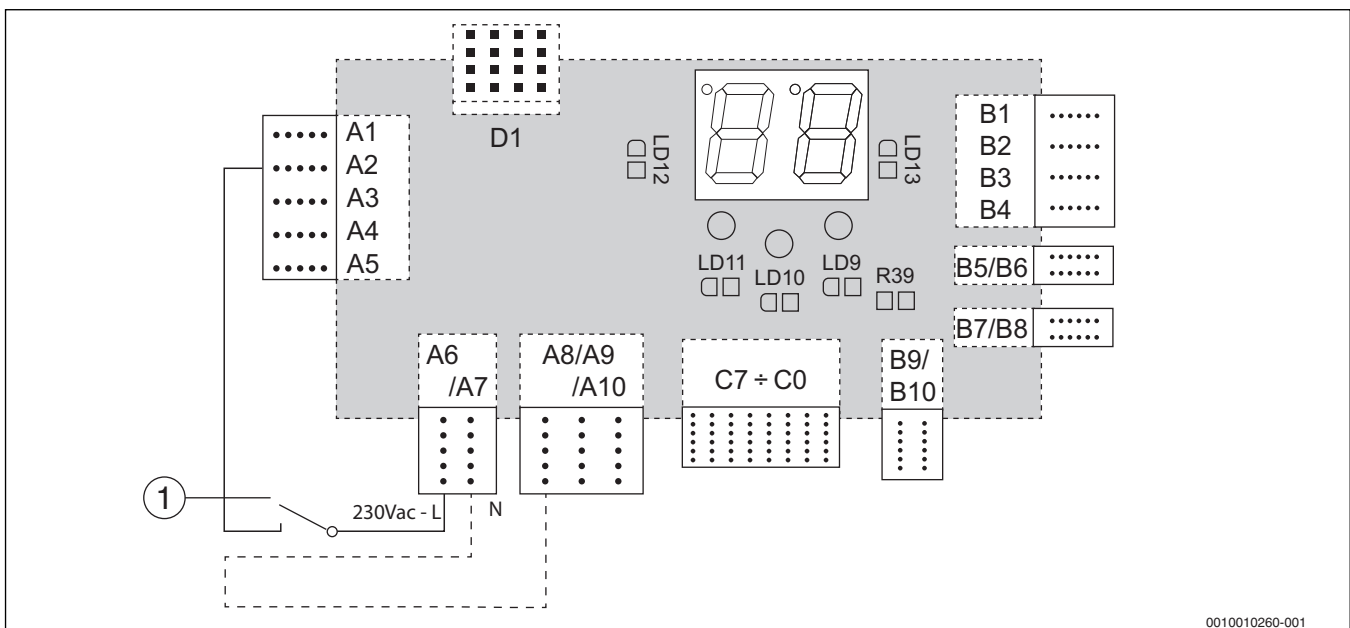 D1
A1
A2
A3
A4
A5
LD12
LD13
B1
B2
B3
B4
LD11
LD10
LD9
R39
B5/B6
B7/B8
A6
/A7
A8/A9
/A10
C7 ÷ C0
B9/
B10
1
230Vac - L
N
0010010260-001